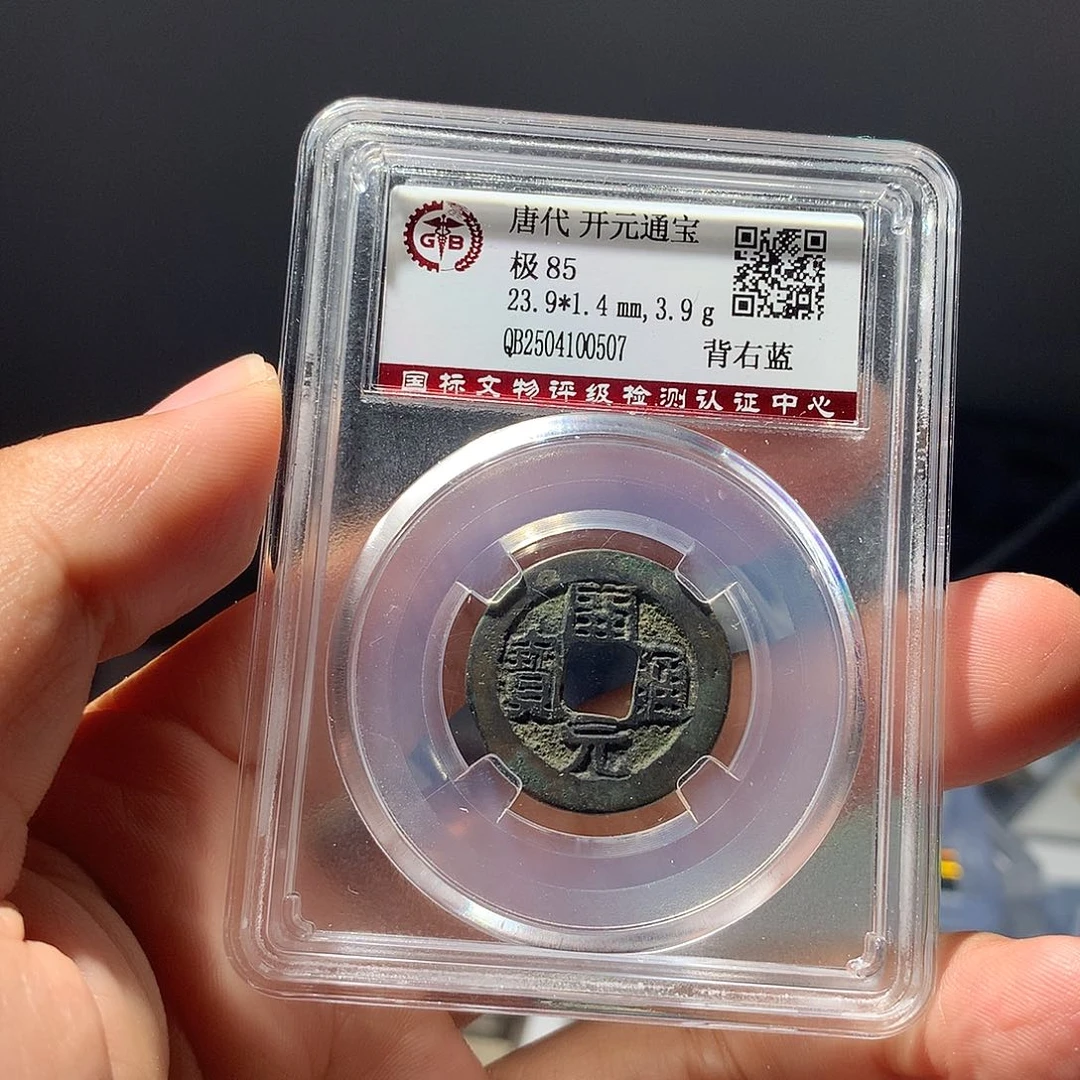 GB
唐代 开元通宝
极 85
23.9*1.4 mm, 3.9 g
QB2504100507 背右蓝
国标文物评级检测认证中心
開
寶 通
元